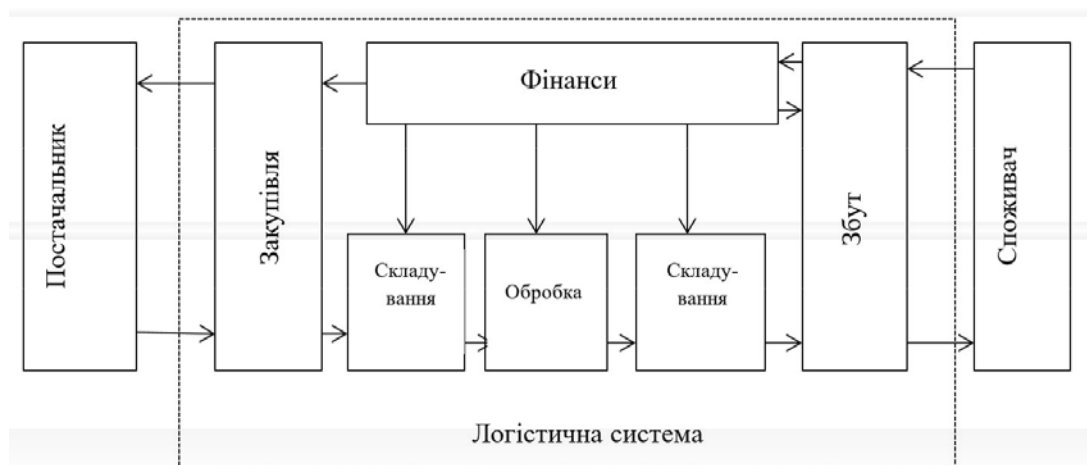 Постачальник
Закупівля
Фінанси
Складу-
вання
Обробка
Складу-
вання
Збут
Споживач
Логістична система